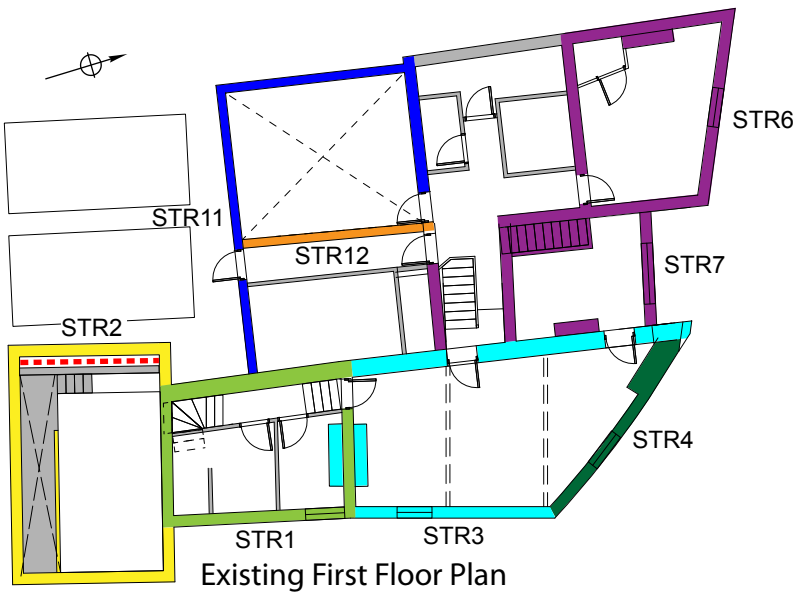 STR6
STR11
STR12
STR7
STR2
STR4
STR1
STR3
Existing First Floor Plan